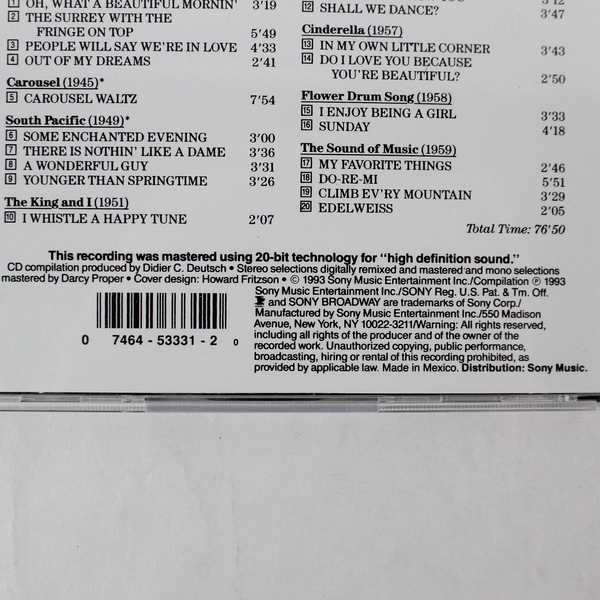 1 OH, WHAT A BEAUTIFUL MORNIN' 3'19
2 THE SURREY WITH THE
FRINGE ON TOP 5'49
3 PEOPLE WILL SAY WE'RE IN LOVE 4'33
4 OUT OF MY DREAMS 2'41
Carousel (1945)*
5 CAROUSEL WALTZ 7'54
South Pacific (1949)*
6 SOME ENCHANTED EVENING 3'00
7 THERE IS NOTHIN' LIKE A DAME 3'36
8 A WONDERFUL GUY 3'31
9 YOUNGER THAN SPRINGTIME 3'26
The King and I (1951)
10 I WHISTLE A HAPPY TUNE 2'07
3'12
12 SHALL WE DANCE? 3'47
Cinderella (1957)
13 IN MY OWN LITTLE CORNER 3'43
14 DO I LOVE YOU BECAUSE
YOU'RE BEAUTIFUL? 2'50
Flower Drum Song (1958)
15 I ENJOY BEING A GIRL 3'33
16 SUNDAY 4'18
The Sound of Music (1959)
17 MY FAVORITE THINGS 2'46
18 DO-RE-MI 5'51
19 CLIMB EV'RY MOUNTAIN 3'29
20 EDELWEISS 2'05
Total Time: 76'50
This recording was mastered using 20-bit technology for "high definition sound."
CD compilation produced by Didier C. Deutsch • Stereo selections digitally remixed and mastered and mono selections
mastered by Darcy Proper • Cover design: Howard Fritzson • © 1993 Sony Music Entertainment Inc./Compilation ℗ 1993
Sony Music Entertainment Inc./SONY Reg. U.S. Pat. & Tm. Off.
and SONY BROADWAY are trademarks of Sony Corp./
Manufactured by Sony Music Entertainment Inc./550 Madison
Avenue, New York, NY 10022-3211/Warning: All rights reserved,
including all rights of the producer and of the owner of the
recorded work. Unauthorized copying, public performance,
broadcasting, hiring or rental of this recording prohibited, as
provided by applicable law. Made in Mexico. Distribution: Sony Music.
0 7464 - 53331 - 2 0